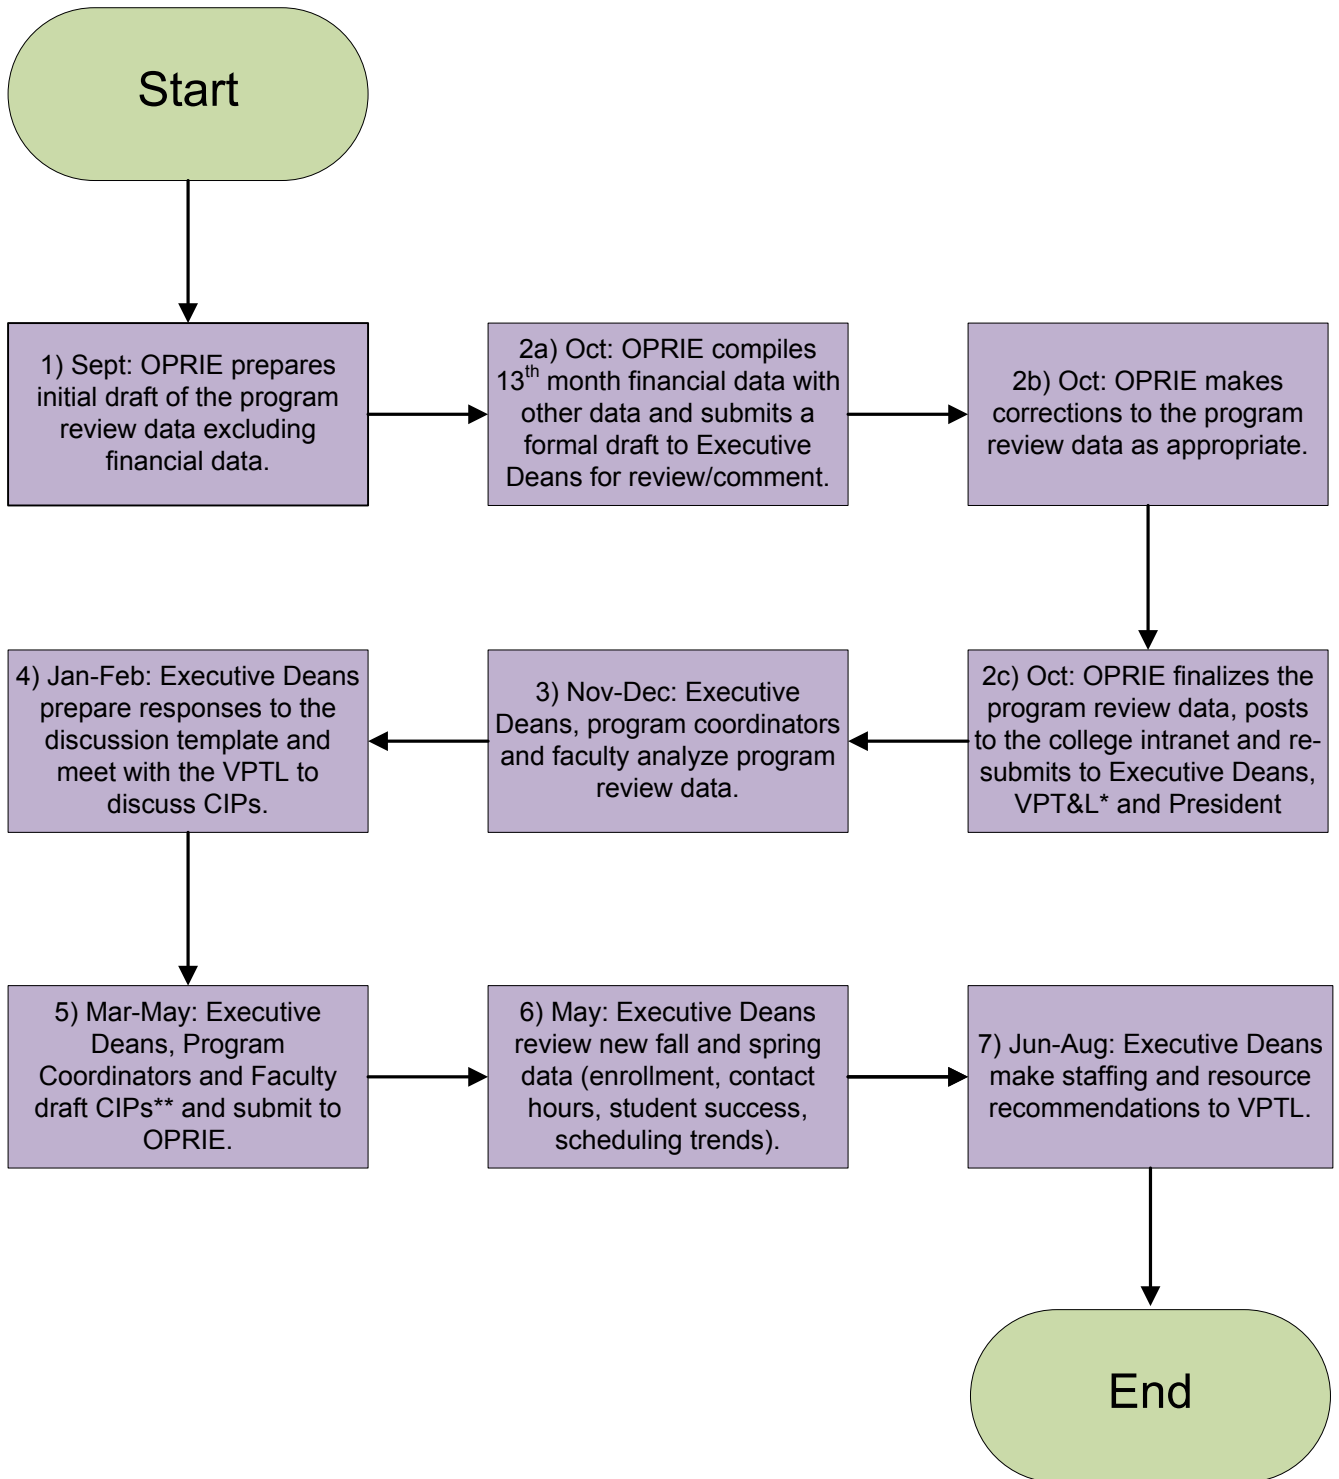 Start
1) Sept: OPRIE prepares
initial draft of the program
review data excluding
financial data.
2a) Oct: OPRIE compiles
13th month financial data with
other data and submits a
formal draft to Executive
Deans for review/comment.
2b) Oct: OPRIE makes
corrections to the program
review data as appropriate.
2c) Oct: OPRIE finalizes the
program review data, posts
to the college intranet and re-
submits to Executive Deans,
VPT&L* and President
3) Nov-Dec: Executive
Deans, program coordinators
and faculty analyze program
review data.
4) Jan-Feb: Executive Deans
prepare responses to the
discussion template and
meet with the VPTL to
discuss CIPs.
5) Mar-May: Executive
Deans, Program
Coordinators and Faculty
draft CIPs** and submit to
OPRIE.
6) May: Executive Deans
review new fall and spring
data (enrollment, contact
hours, student success,
scheduling trends).
7) Jun-Aug: Executive Deans
make staffing and resource
recommendations to VPTL.
End